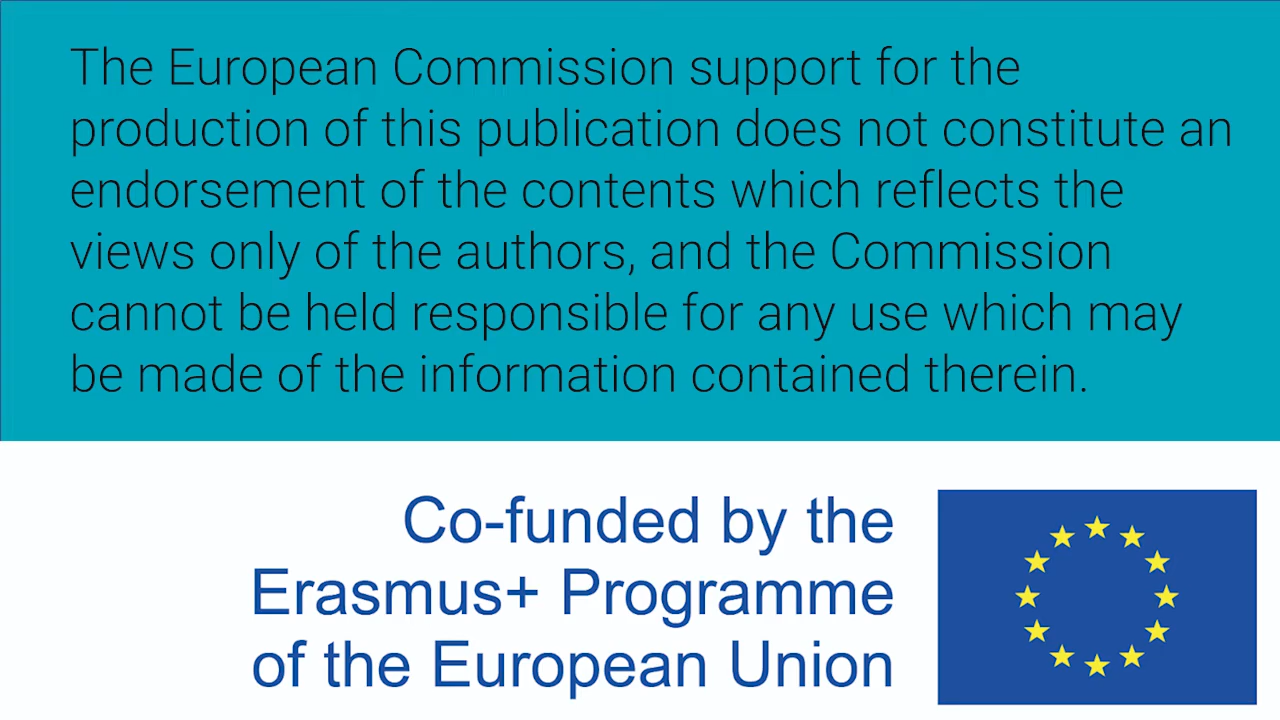 The European Commission support for the
production of this publication does not constitute an
endorsement of the contents which reflects the
views only of the authors, and the Commission
cannot be held responsible for any use which may
be made of the information contained therein.
Co-funded by the
Erasmus+ Programme
of the European Union